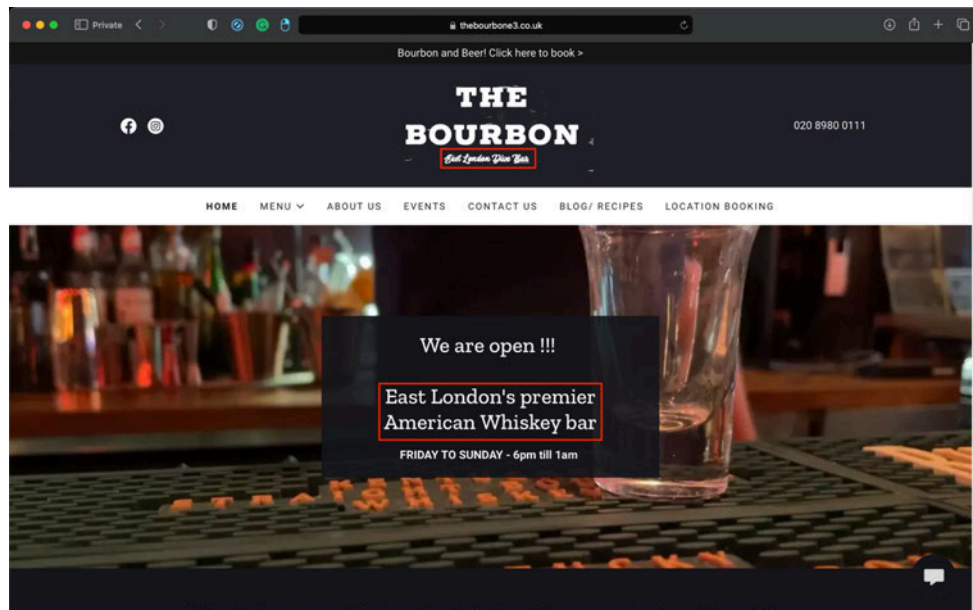 Private
thebourbone3.co.uk
Bourbon and Beer! Click here to book >
THE
BOURBON
East London Dive Bar
020 8980 0111
HOME MENU ABOUT US EVENTS CONTACT US BLOG/ RECIPES LOCATION BOOKING
We are open !!!
East London's premier
American Whiskey bar
FRIDAY TO SUNDAY - 6pm till 1am